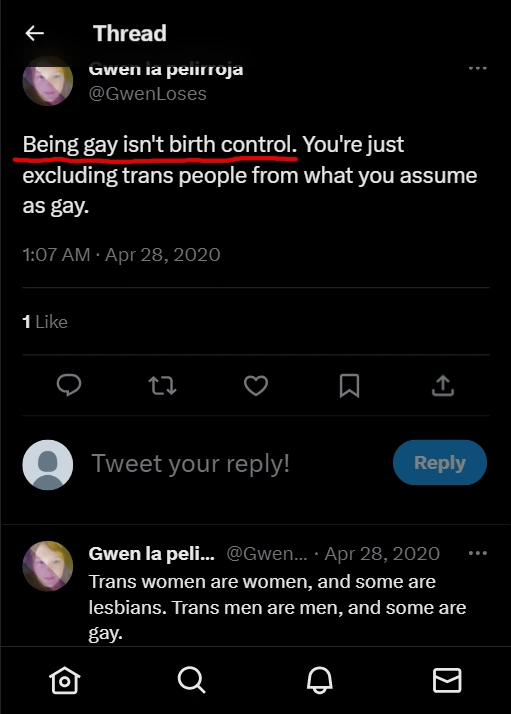 Thread
Gwen la pelirroja
@GwenLoses
Being gay isn't birth control. You're just
excluding trans people from what you assume
as gay.
1:07 AM · Apr 28, 2020
1 Like
Tweet your reply!
Reply
Gwen la peli... @Gwen... · Apr 28, 2020
Trans women are women, and some are
lesbians. Trans men are men, and some are
gay.